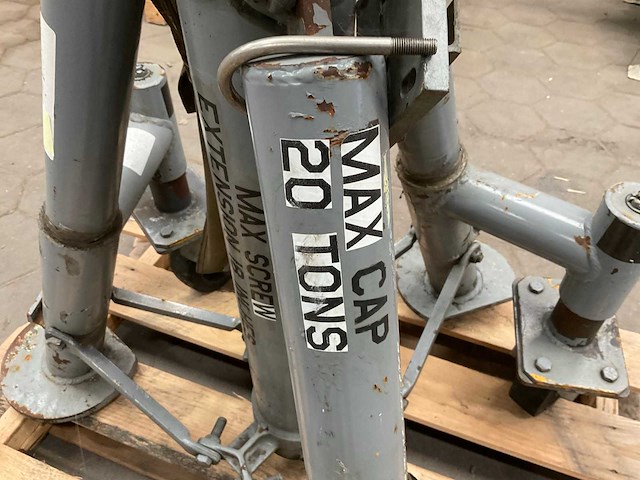 MAX CAP
20 TONS
MAX SCREW
EXTENSION